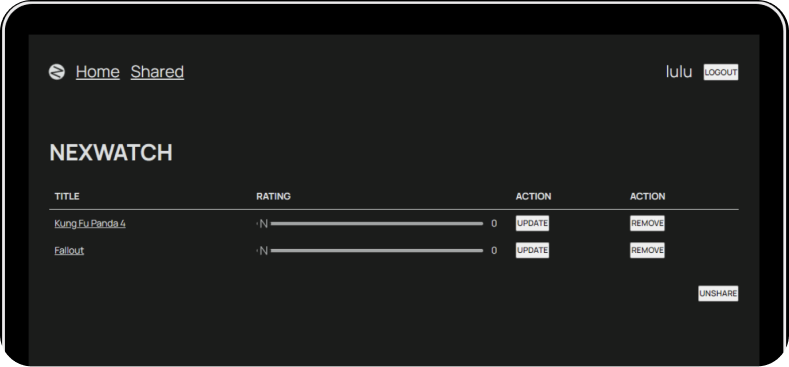 Home Shared lulu LOGOUT
NEXWATCH
TITLE RATING ACTION ACTION
Kung Fu Panda 4 N 0 UPDATE REMOVE
Fallout N 0 UPDATE REMOVE
UNSHARE